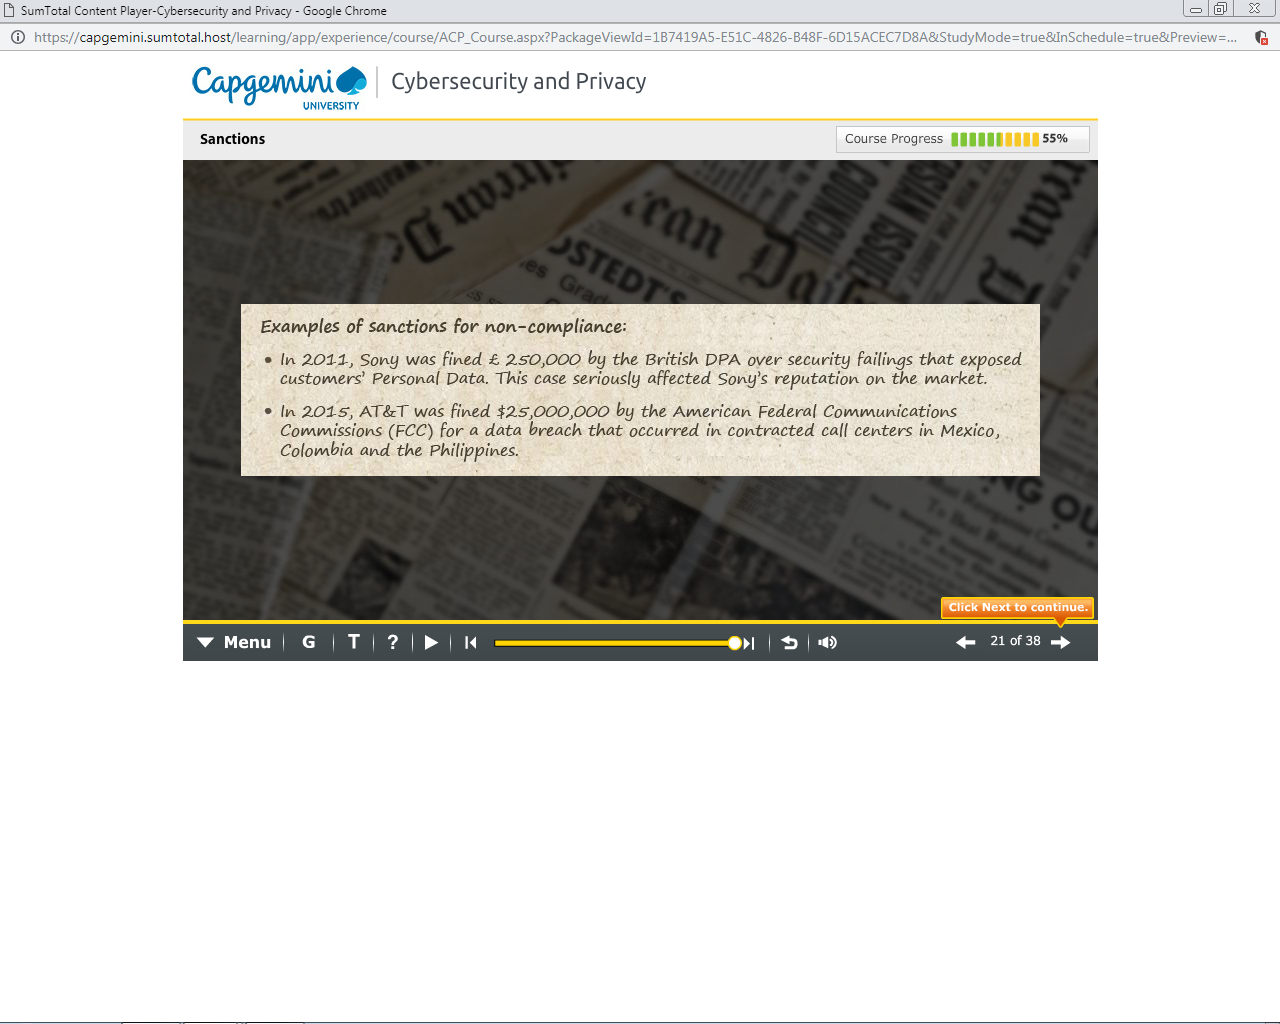 SumTotal Content Player-Cybersecurity and Privacy - Google Chrome
https://capgemini.sumtotal.host/learning/app/experience/course/ACP_Course.aspx?PackageViewId=1B7419A5-E51C-4826-B48F-6D15ACEC7D8A&StudyMode=true&InSchedule=true&Preview=...
Capgemini
UNIVERSITY
Cybersecurity and Privacy
Sanctions
Course Progress 55%
Examples of sanctions for non-compliance:
• In 2011, Sony was fined £ 250,000 by the British DPA over security failings that exposed
customers' Personal Data. This case seriously affected Sony's reputation on the market.
• In 2015, AT&T was fined $25,000,000 by the American Federal Communications
Commissions (FCC) for a data breach that occurred in contracted call centers in Mexico,
Colombia and the Philippines.
Click Next to continue.
Menu G T ? 21 of 38